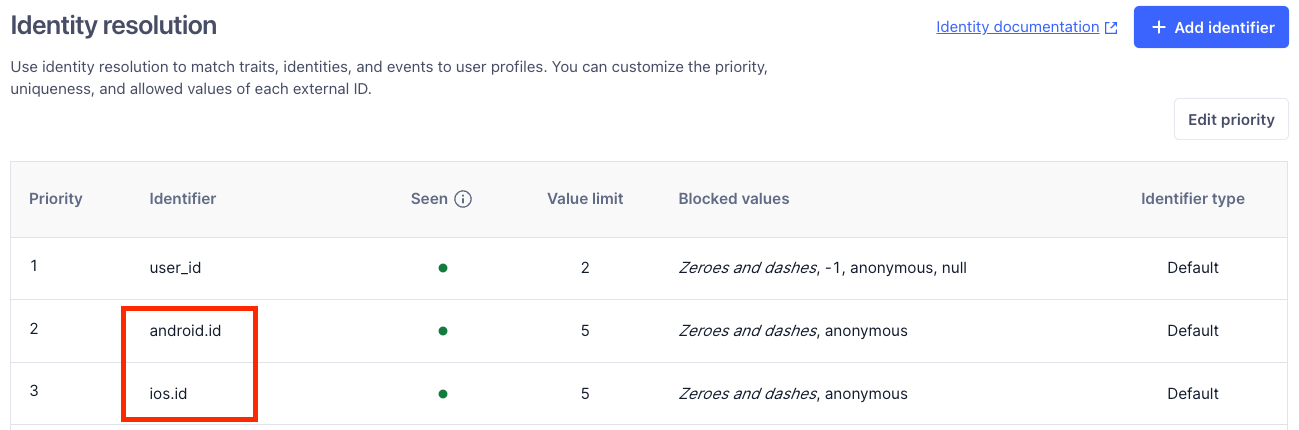 Identity resolution
Identity documentation
+ Add identifier
Use identity resolution to match traits, identities, and events to user profiles. You can customize the priority,
uniqueness, and allowed values of each external ID.
Edit priority
Priority Identifier Seen Value limit Blocked values Identifier type
1 user_id 2 Zeroes and dashes, -1, anonymous, null Default
2 android.id 5 Zeroes and dashes, anonymous Default
3 ios.id 5 Zeroes and dashes, anonymous Default